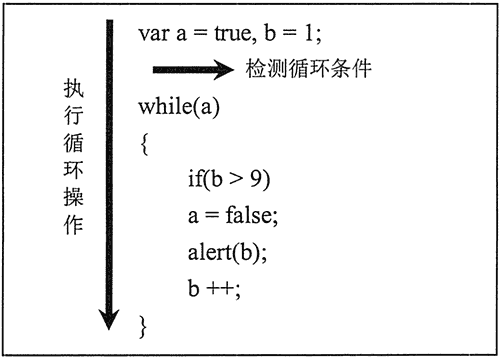 var a = true, b = 1;
检测循环条件
while(a)
{
if(b > 9)
a = false;
alert(b);
b ++;
}
执行循环操作